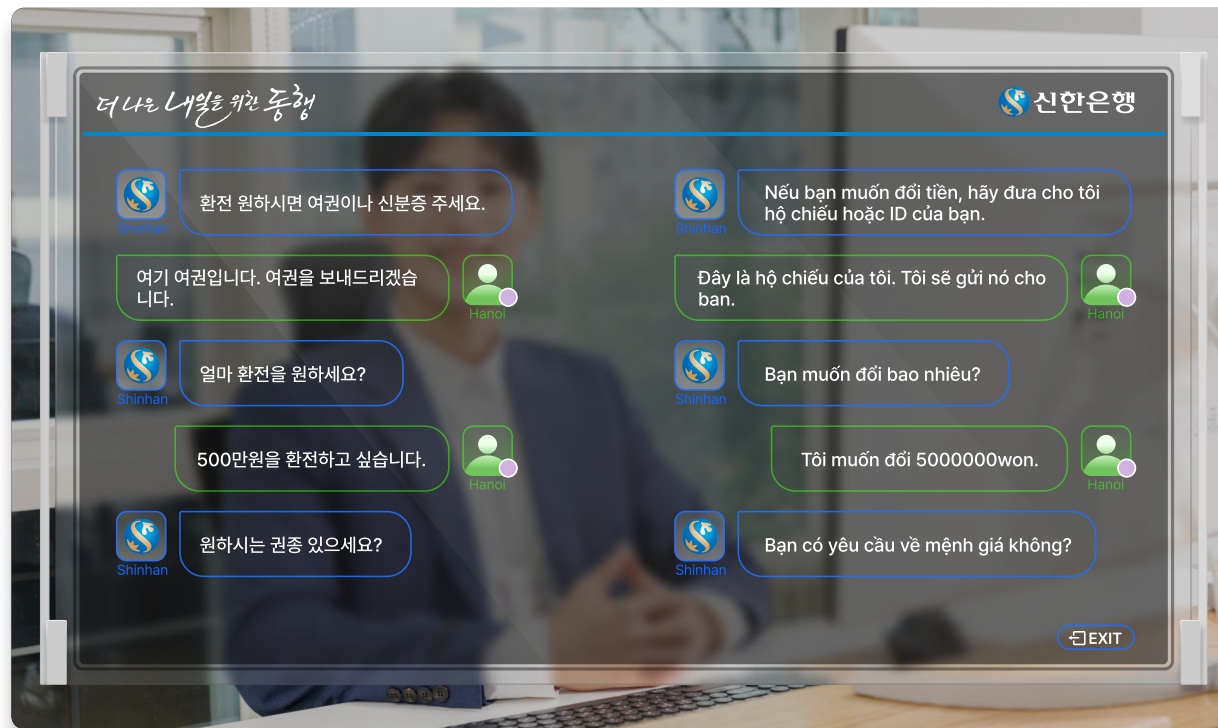 더 나은 내일을 위한 동행
신한은행
환전 원하시면 여권이나 신분증 주세요.
Shinhan
여기 여권입니다. 여권을 보내드리겠습
니다.
Hanoi
얼마 환전을 원하세요?
Shinhan
500만원을 환전하고 싶습니다.
Hanoi
원하시는 권종 있으세요?
Shinhan
Nếu bạn muốn đổi tiền, hãy đưa cho tôi
hộ chiếu hoặc ID của bạn.
Shinhan
Đây là hộ chiếu của tôi. Tôi sẽ gửi nó cho
ban.
Hanoi
Bạn muốn đổi bao nhiêu?
Shinhan
Tôi muốn đổi 5000000won.
Hanoi
Bạn có yêu cầu về mệnh giá không?
Shinhan
EXIT